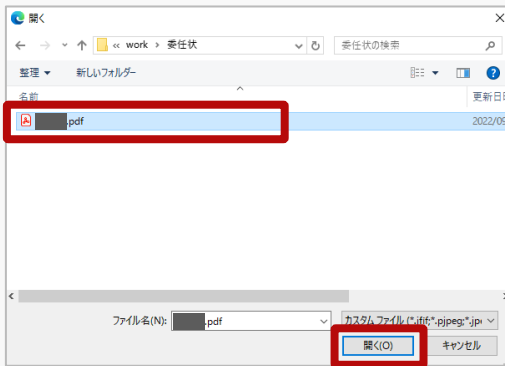 開く
« work › 委任状
委任状の検索
整理 新しいフォルダー
名前 更新日
.pdf 2022/09
ファイル名(N): .pdf カスタム ファイル (*.jfif;*.pjpeg;*.jp
開く(O) キャンセル